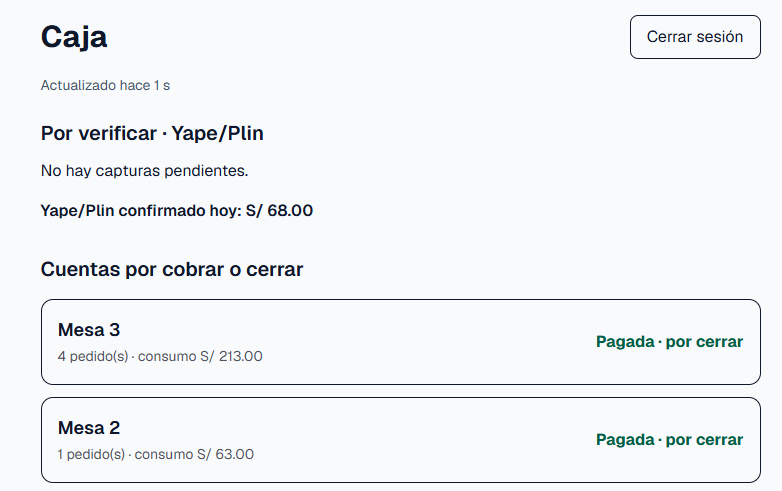 Caja
Cerrar sesión
Actualizado hace 1 s
Por verificar · Yape/Plin
No hay capturas pendientes.
Yape/Plin confirmado hoy: S/ 68.00
Cuentas por cobrar o cerrar
Mesa 3
4 pedido(s) · consumo S/ 213.00
Pagada · por cerrar
Mesa 2
1 pedido(s) · consumo S/ 63.00
Pagada · por cerrar